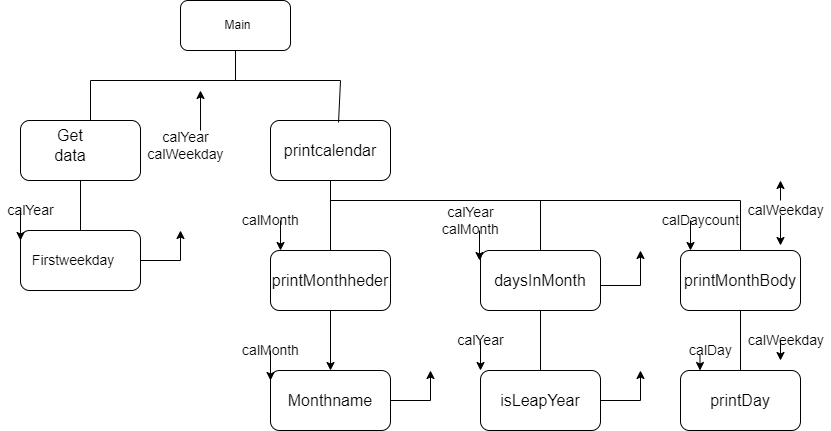 Main
Get
data
calYear
calWeekday
printcalendar
calYear
Firstweekday
calMonth
printMonthheder
calYear
calMonth
daysInMonth
calDaycount
calWeekday
printMonthBody
calMonth
Monthname
calYear
isLeapYear
calDay
calWeekday
printDay